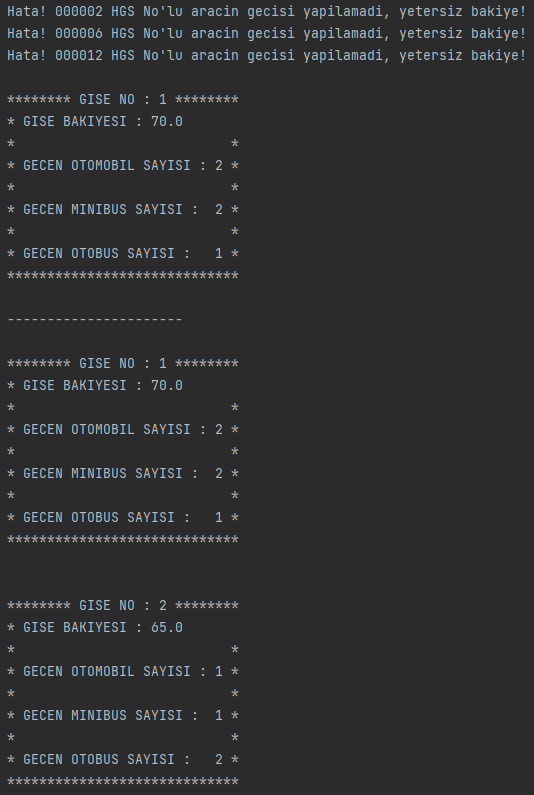 Hata! 000002 HGS No'lu aracin gecisi yapilamadi, yetersiz bakiye!
Hata! 000006 HGS No'lu aracin gecisi yapilamadi, yetersiz bakiye!
Hata! 000012 HGS No'lu aracin gecisi yapilamadi, yetersiz bakiye!

******** GISE NO : 1 ********
* GISE BAKIYESI : 70.0
*                           *
* GECEN OTOMOBIL SAYISI : 2 *
*                           *
* GECEN MINIBUS SAYISI :  2 *
*                           *
* GECEN OTOBUS SAYISI :   1 *
*****************************

----------------------

******** GISE NO : 1 ********
* GISE BAKIYESI : 70.0
*                           *
* GECEN OTOMOBIL SAYISI : 2 *
*                           *
* GECEN MINIBUS SAYISI :  2 *
*                           *
* GECEN OTOBUS SAYISI :   1 *
*****************************


******** GISE NO : 2 ********
* GISE BAKIYESI : 65.0
*                           *
* GECEN OTOMOBIL SAYISI : 1 *
*                           *
* GECEN MINIBUS SAYISI :  1 *
*                           *
* GECEN OTOBUS SAYISI :   2 *
*****************************